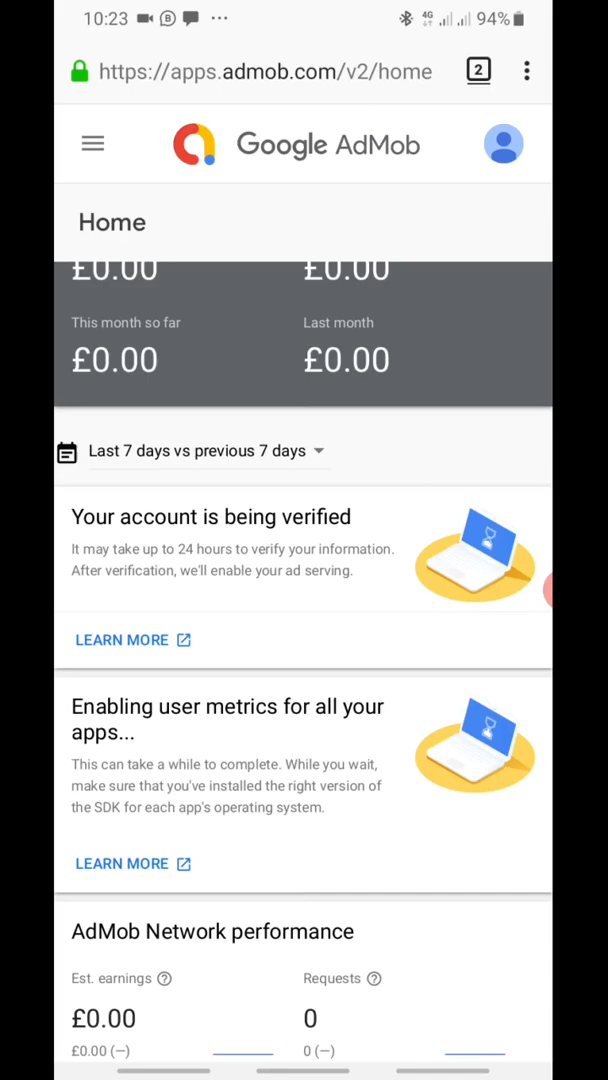 10:23 B ... 4G 94%
https://apps.admob.com/v2/home 2
Google AdMob
Home
£0.00 £0.00
This month so far Last month
£0.00 £0.00
Last 7 days vs previous 7 days
Your account is being verified
It may take up to 24 hours to verify your information.
After verification, we'll enable your ad serving.
LEARN MORE
Enabling user metrics for all your
apps...
This can take a while to complete. While you wait,
make sure that you've installed the right version of
the SDK for each app's operating system.
LEARN MORE
AdMob Network performance
Est. earnings ? Requests ?
£0.00 0
£0.00 (—) 0 (—)